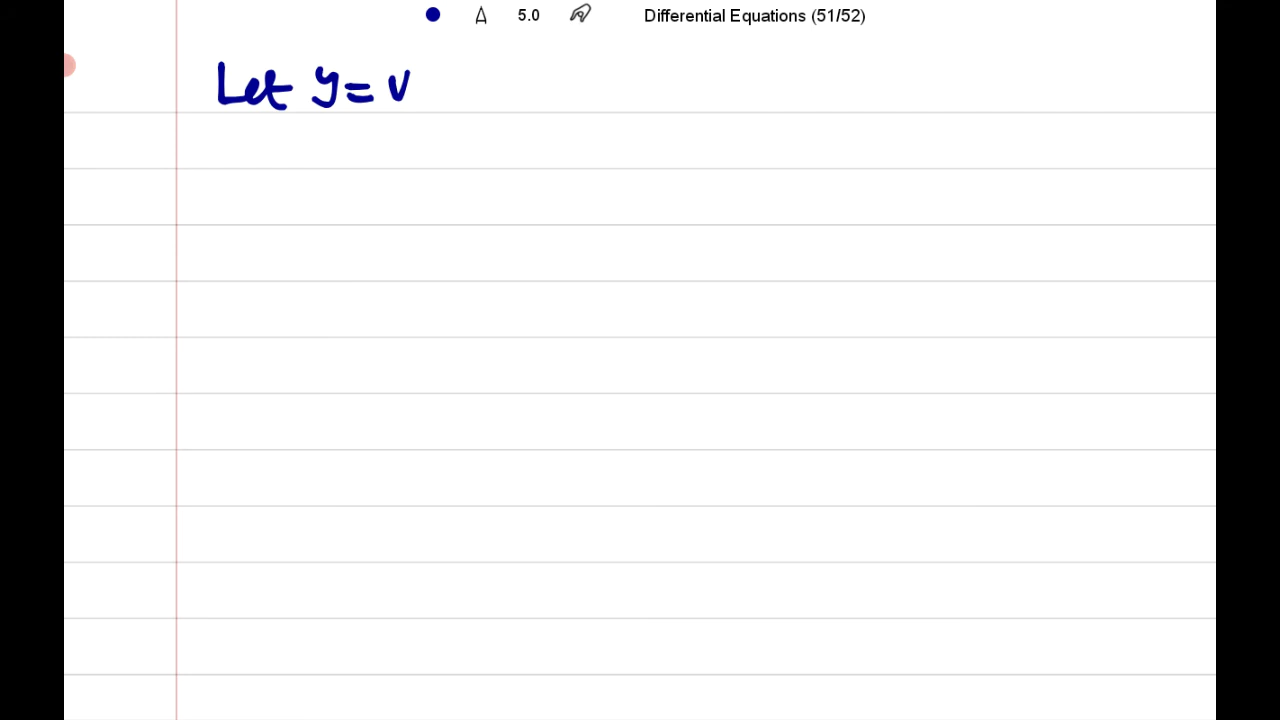 5.0 Differential Equations (51/52)
Let y = v